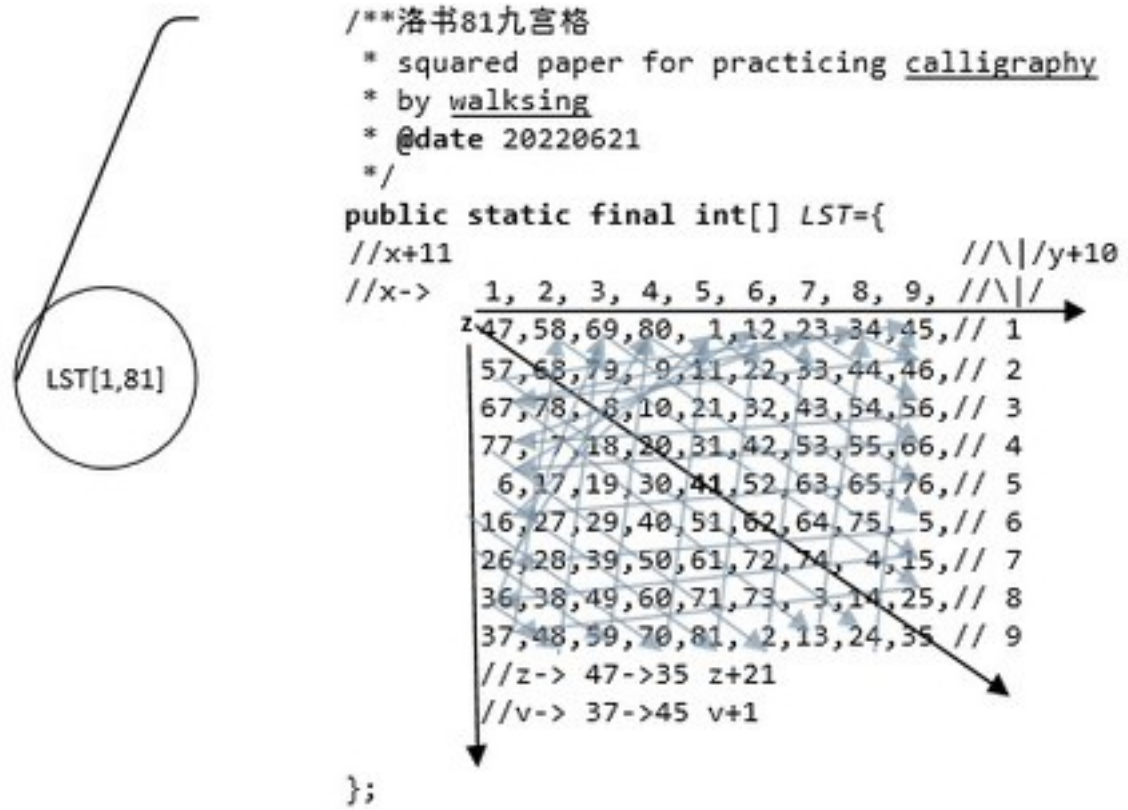 /**洛书81九宫格
* squared paper for practicing calligraphy
* by walksing
* @date 20220621
*/
public static final int[] LST={
//x+11 //\|/y+10
//x-> 1, 2, 3, 4, 5, 6, 7, 8, 9, //\|/
z
47,58,69,80, 1,12,23,34,45,// 1
57,68,79, 9,11,22,33,44,46,// 2
67,78, 8,10,21,32,43,54,56,// 3
77, 7,18,20,31,42,53,55,66,// 4
LST[1,81]
6,17,19,30,41,52,63,65,76,// 5
16,27,29,40,51,62,64,75, 5,// 6
26,28,39,50,61,72,74, 4,15,// 7
36,38,49,60,71,73, 3,14,25,// 8
37,48,59,70,81, 2,13,24,35 // 9
//z-> 47->35 z+21
//v-> 37->45 v+1
};